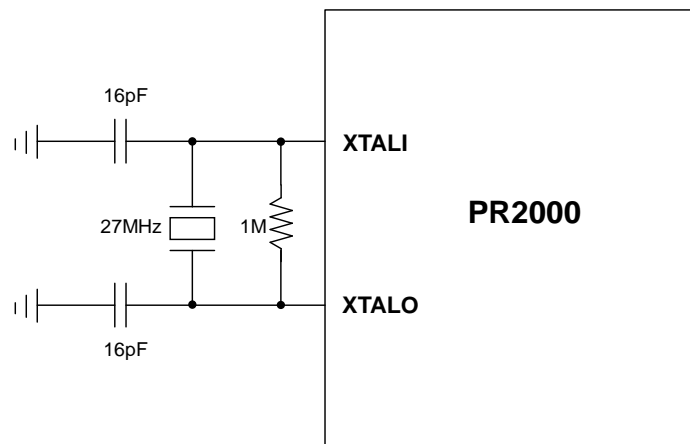 16pF
XTALI
27MHz
1M
PR2000
XTALO
16pF